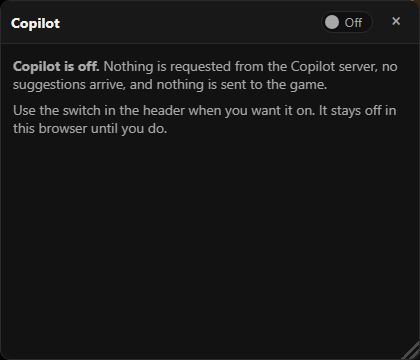 Copilot
Off
×
Copilot is off. Nothing is requested from the Copilot server, no
suggestions arrive, and nothing is sent to the game.
Use the switch in the header when you want it on. It stays off in
this browser until you do.